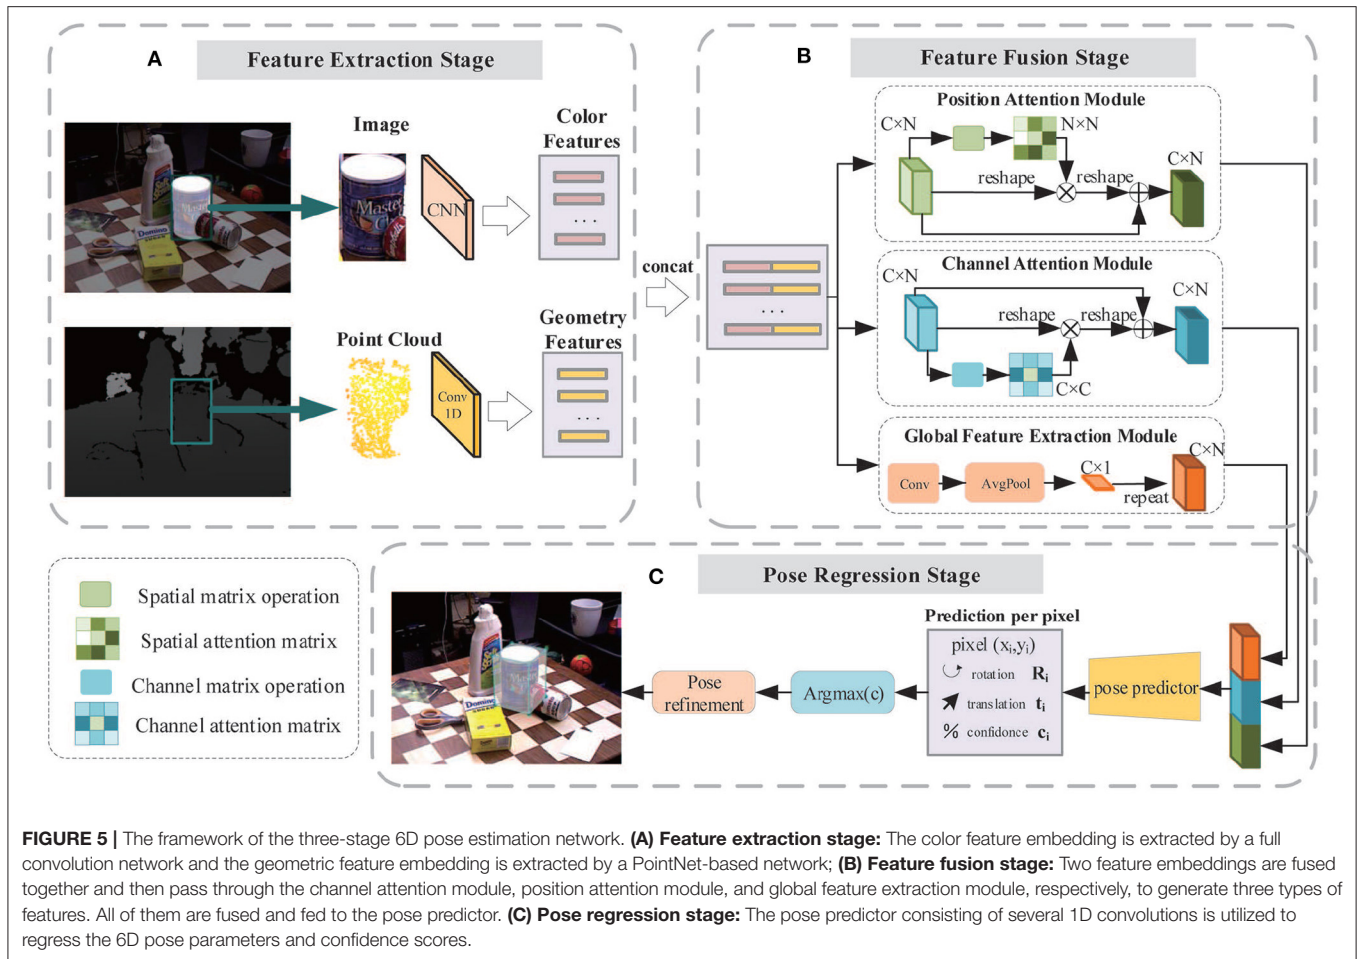 A
Feature Extraction Stage
Image
Color
Features
CNN
. . .
Point Cloud
Geometry
Features
Conv
1D
. . .
concat
B
Feature Fusion Stage
. . .
Position Attention Module
C×N
N×N
C×N
reshape
reshape
Channel Attention Module
C×N
C×N
reshape
reshape
C×C
Global Feature Extraction Module
C×N
C×1
Conv
AvgPool
repeat
Spatial matrix operation
Spatial attention matrix
Channel matrix operation
Channel attention matrix
C
Pose Regression Stage
Prediction per pixel
pixel (xi,yi)
rotation Ri
translation ti
% confidence ci
pose predictor
Argmax(c)
Pose
refinement
Domino
Master
FIGURE 5 | The framework of the three-stage 6D pose estimation network. (A) Feature extraction stage: The color feature embedding is extracted by a full
convolution network and the geometric feature embedding is extracted by a PointNet-based network; (B) Feature fusion stage: Two feature embeddings are fused
together and then pass through the channel attention module, position attention module, and global feature extraction module, respectively, to generate three types of
features. All of them are fused and fed to the pose predictor. (C) Pose regression stage: The pose predictor consisting of several 1D convolutions is utilized to
regress the 6D pose parameters and confidence scores.